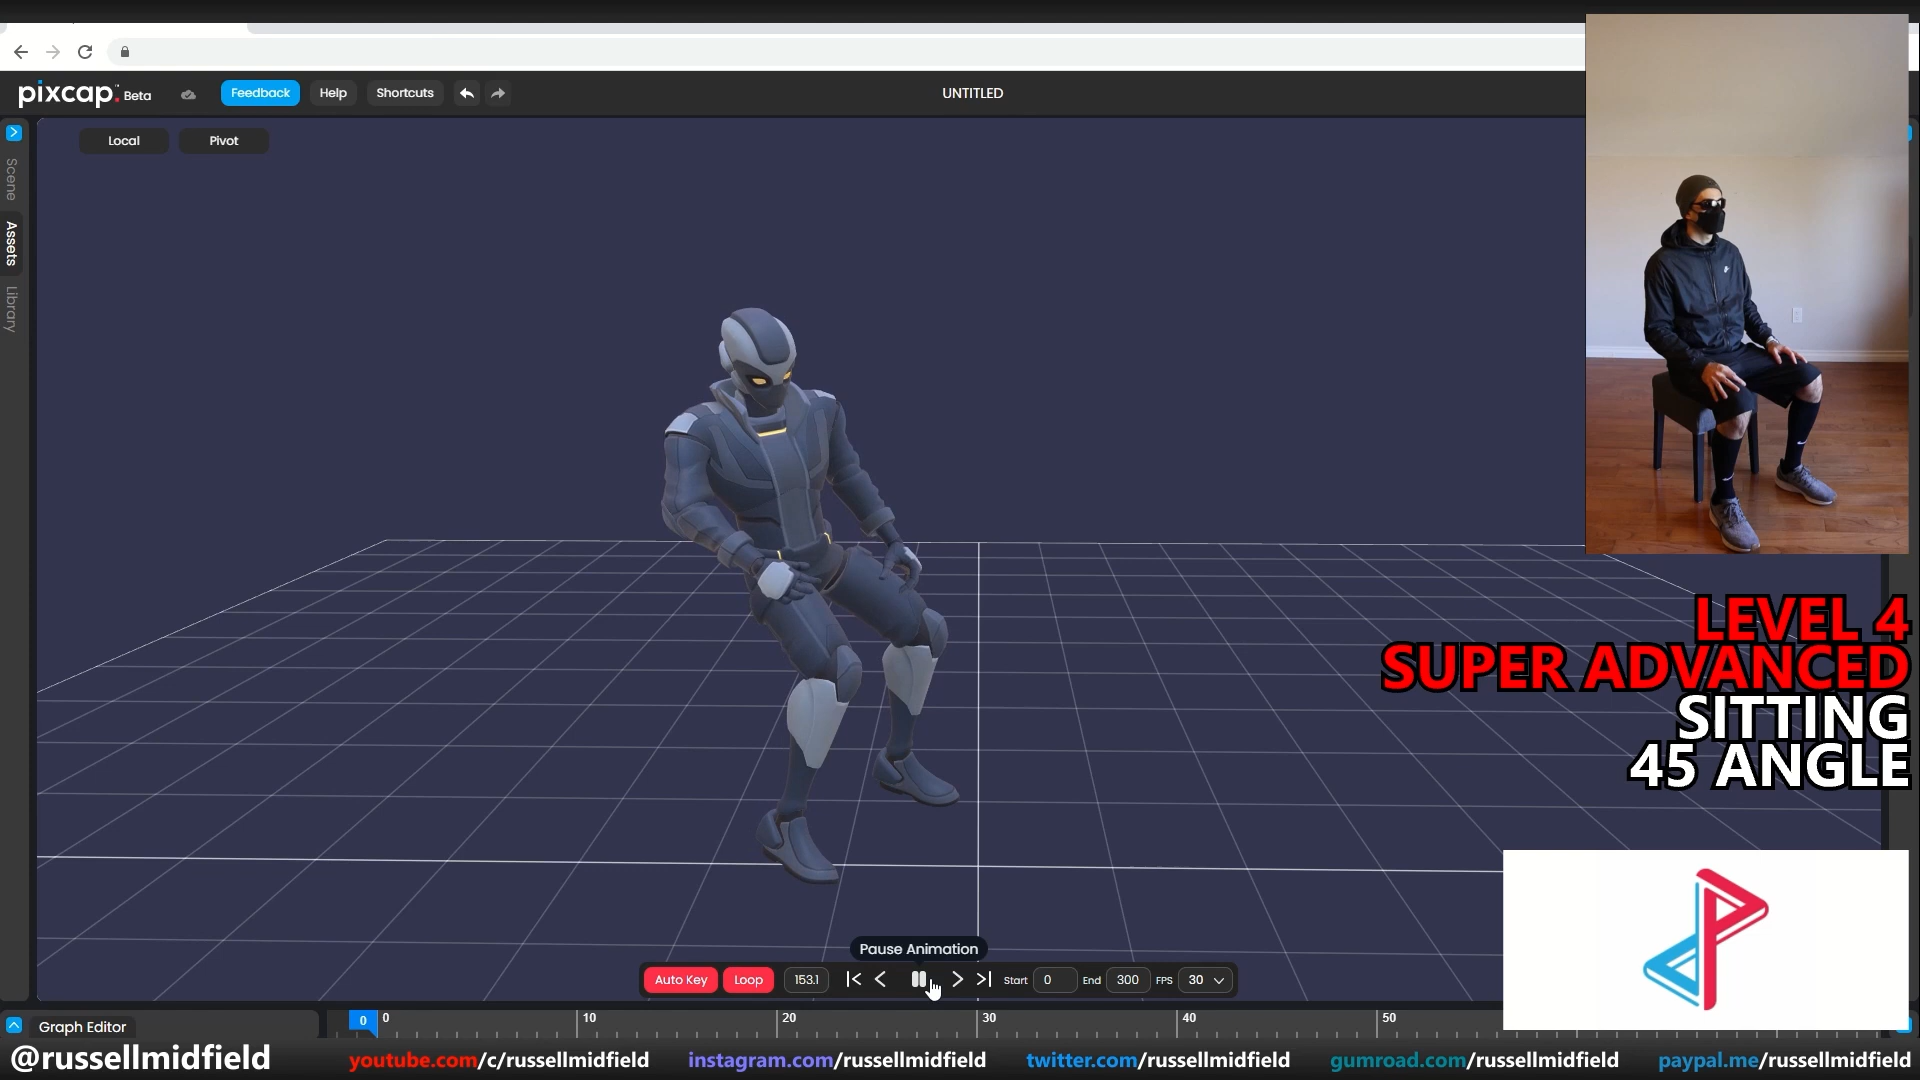 pixcap. Beta
Feedback
Help
Shortcuts
UNTITLED
Local
Pivot
Scene
Assets
Library
LEVEL 4
SUPER ADVANCED
SITTING
45 ANGLE
Pause Animation
Auto Key
Loop
153.1
Start
0
End
300
FPS
30
Graph Editor
0
0
10
20
30
40
50
@russellmidfield
youtube.com/c/russellmidfield
instagram.com/russellmidfield
twitter.com/russellmidfield
gumroad.com/russellmidfield
paypal.me/russellmidfield